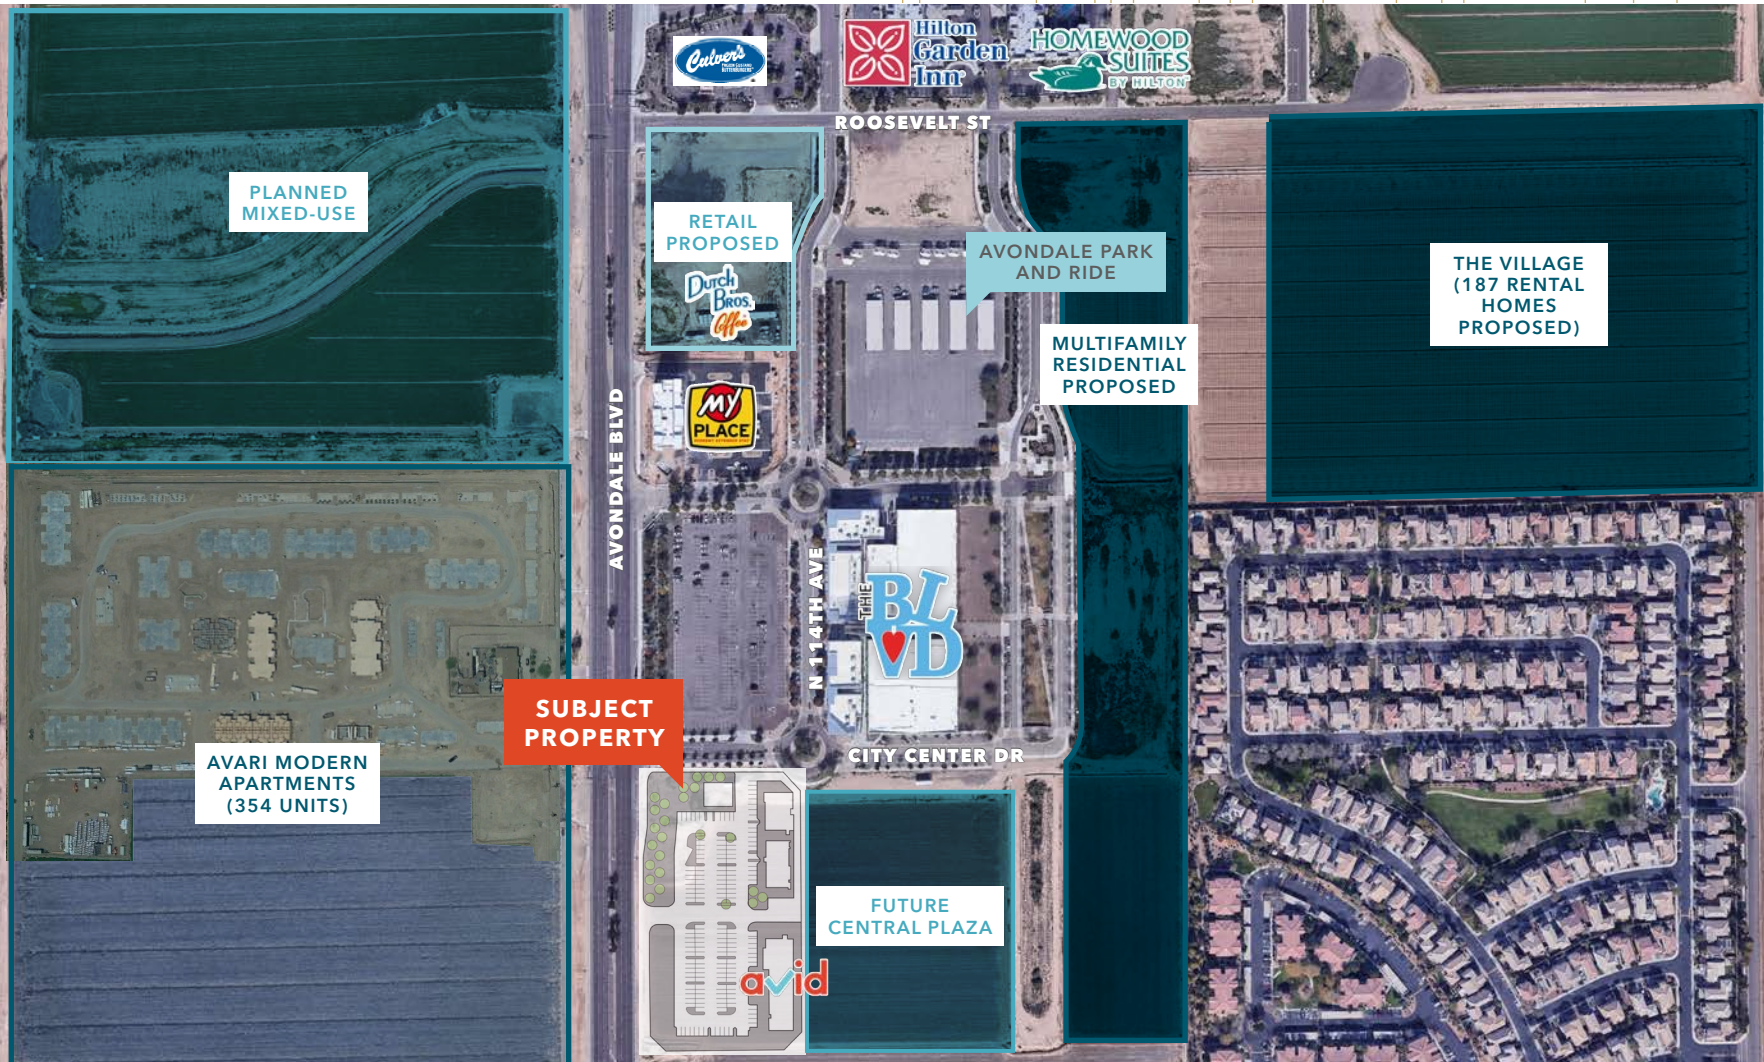 Culver's
Hilton
Garden
Inn
HOMEWOOD
SUITES
BY HILTON
ROOSEVELT ST
PLANNED
MIXED-USE
RETAIL
PROPOSED
Dutch
Bros.
Coffee
AVONDALE PARK
AND RIDE
THE VILLAGE
(187 RENTAL
HOMES
PROPOSED)
MULTIFAMILY
RESIDENTIAL
PROPOSED
MY
PLACE
AVONDALE BLVD
N 114TH AVE
THE
BL
VD
SUBJECT
PROPERTY
CITY CENTER DR
AVARI MODERN
APARTMENTS
(354 UNITS)
FUTURE
CENTRAL PLAZA
avid